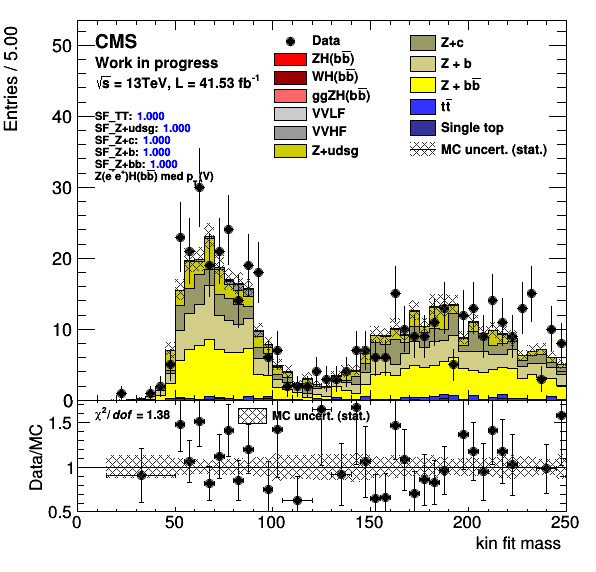 CMS
Work in progress
√s = 13TeV, L = 41.53 fb⁻¹
SF_TT: 1.000
SF_Z+udsg: 1.000
SF_Z+c: 1.000
SF_Z+b: 1.000
SF_Z+bb: 1.000
Z(e⁻e⁺)H(bb̅) med p_T(V)
Data
ZH(bb̅)
WH(bb̅)
ggZH(bb̅)
VVLF
VVHF
Z+udsg
Z+c
Z + b
Z + bb̅
tt̅
Single top
MC uncert. (stat.)
Entries / 5.00
50
40
30
20
10
0
χ²/dof = 1.38
MC uncert. (stat.)
Data/MC
1.5
1
0.5
0 50 100 150 200 250
kin fit mass